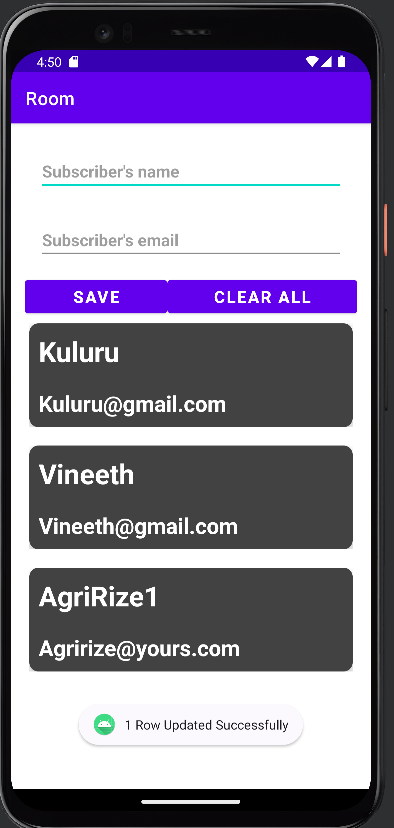 4:50
Room
Subscriber's name
Subscriber's email
SAVE CLEAR ALL
Kuluru
Kuluru@gmail.com
Vineeth
Vineeth@gmail.com
AgriRize1
Agririze@yours.com
1 Row Updated Successfully